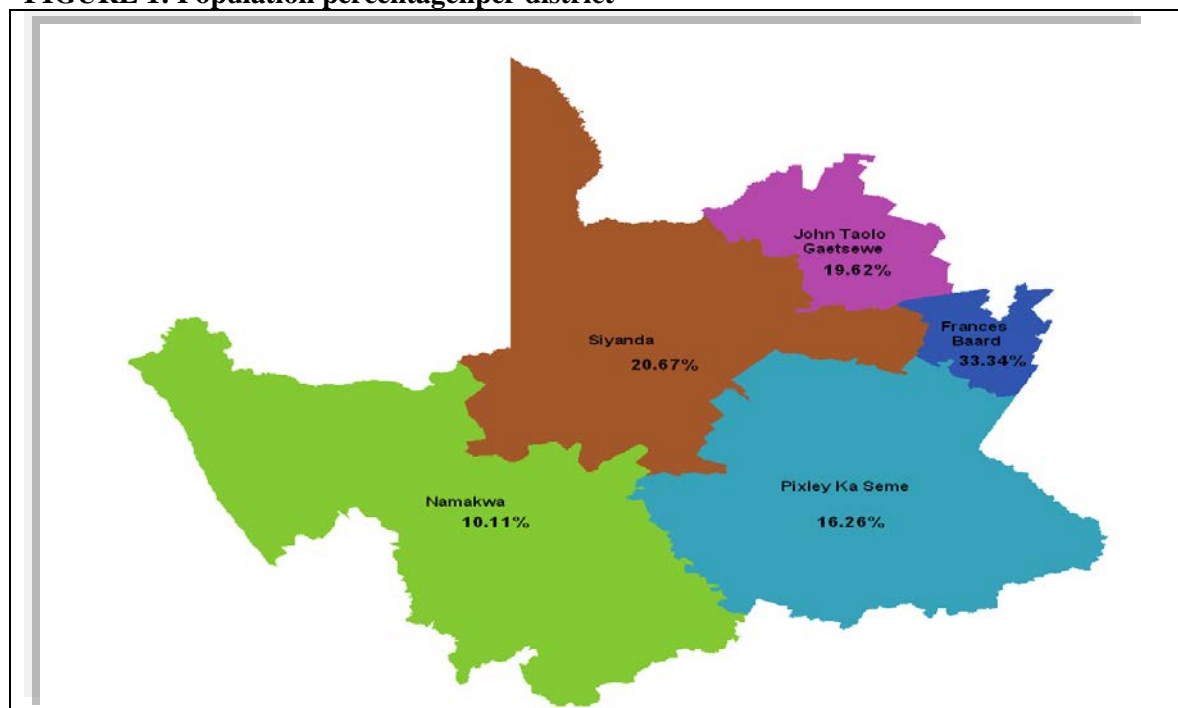 FIGURE 1: Population percentagenper district
John Taolo
Gaetsewe
19.62%
Frances
Baard
33.34%
Siyanda
20.67%
Pixley Ka Seme
16.26%
Namakwa
10.11%